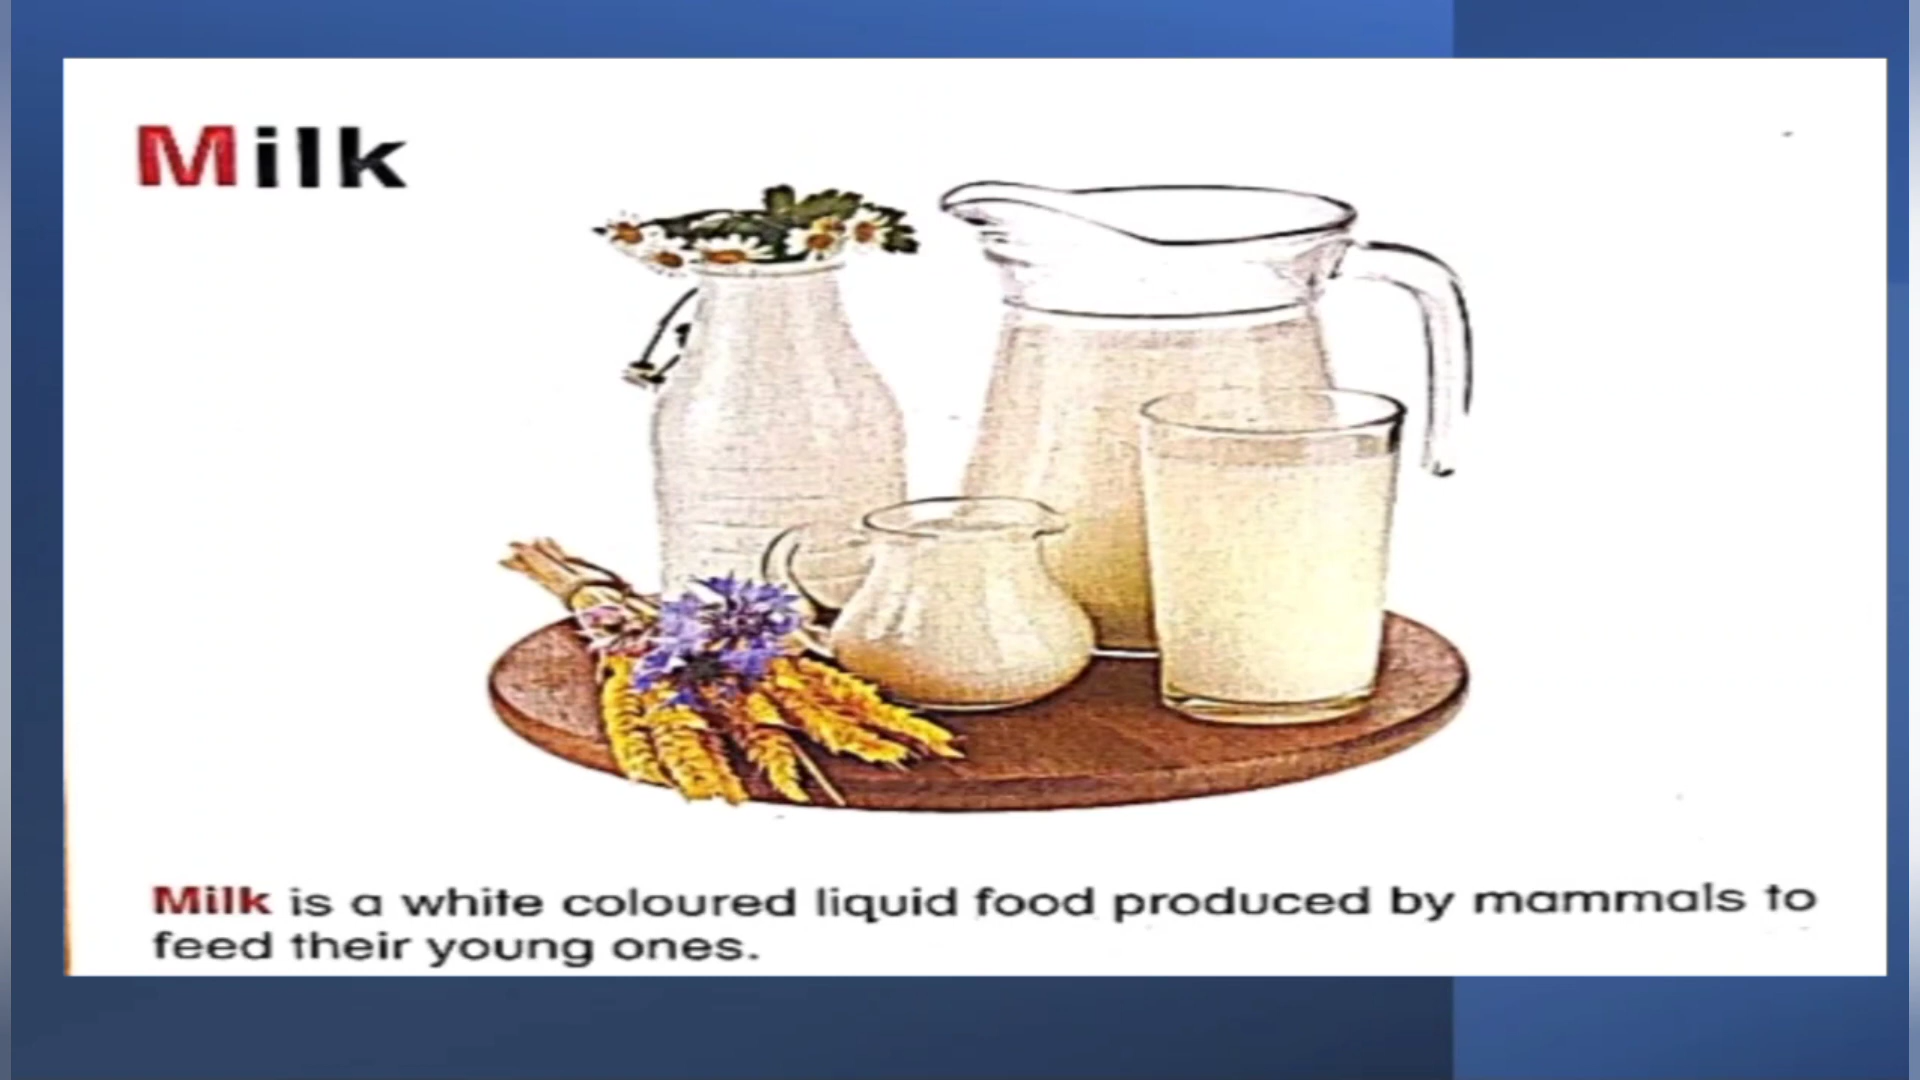 Milk
Milk is a white coloured liquid food produced by mammals to
feed their young ones.